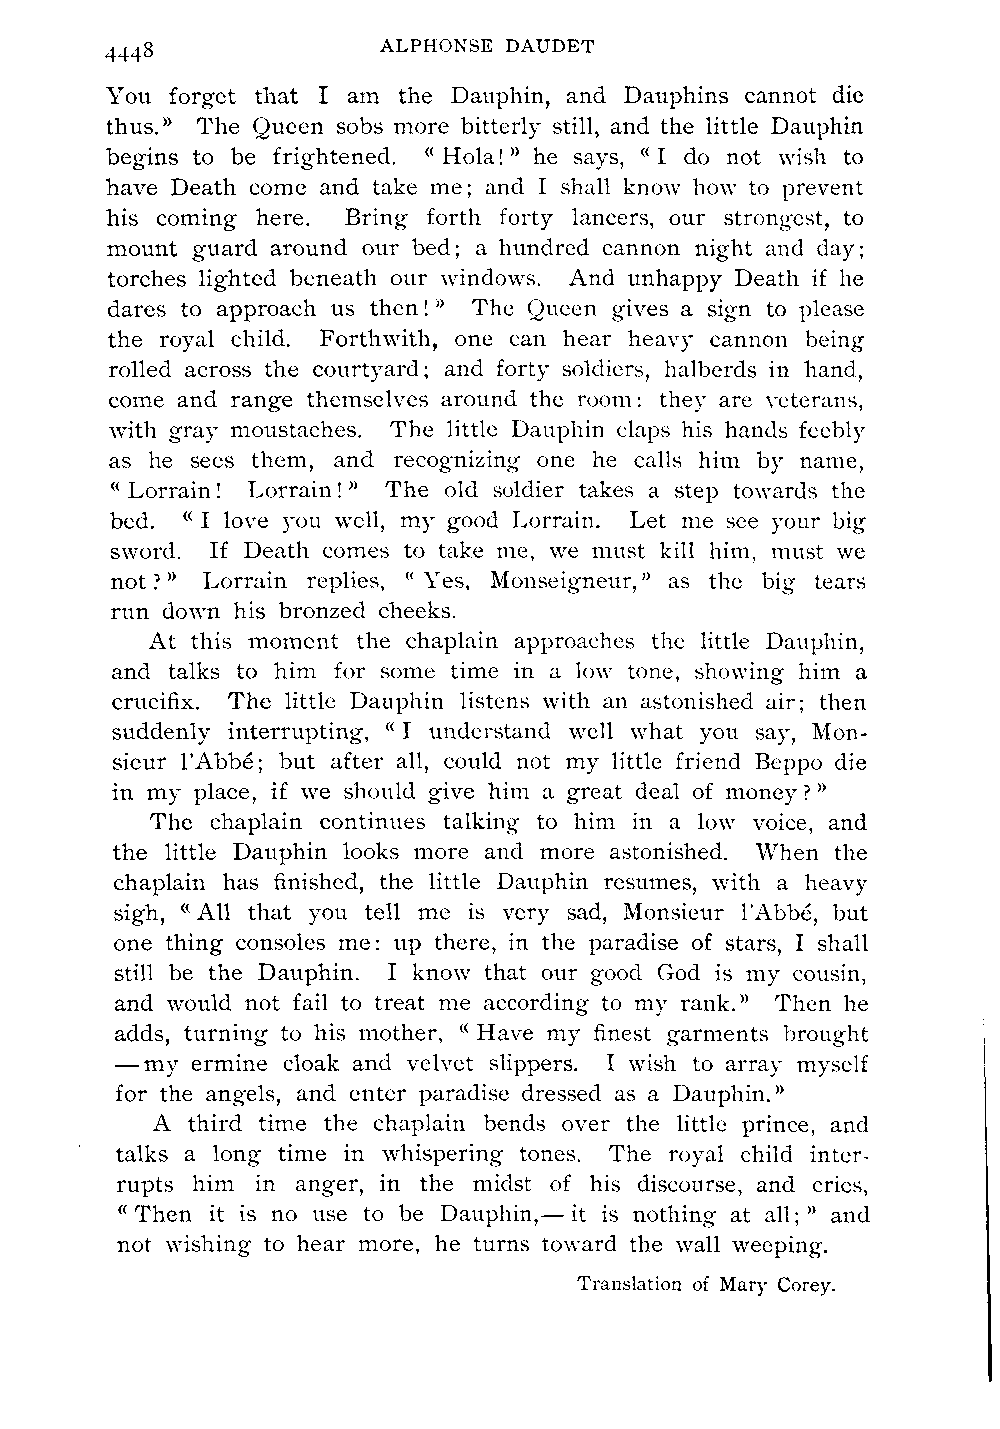 4448 ALPHONSE DAUDET
You forget that I am the Dauphin, and Dauphins cannot die
thus.» The Queen sobs more bitterly still, and the little Dauphin
begins to be frightened. «Hola!» he says, «I do not wish to
have Death come and take me; and I shall know how to prevent
his coming here. Bring forth forty lancers, our strongest, to
mount guard around our bed; a hundred cannon night and day;
torches lighted beneath our windows. And unhappy Death if he
dares to approach us then!» The Queen gives a sign to please
the royal child. Forthwith, one can hear heavy cannon being
rolled across the courtyard; and forty soldiers, halberds in hand,
come and range themselves around the room: they are veterans,
with gray moustaches. The little Dauphin claps his hands feebly
as he sees them, and recognizing one he calls him by name,
«Lorrain! Lorrain!» The old soldier takes a step towards the
bed. «I love you well, my good Lorrain. Let me see your big
sword. If Death comes to take me, we must kill him, must we
not?» Lorrain replies, «Yes, Monseigneur,» as the big tears
run down his bronzed cheeks.
At this moment the chaplain approaches the little Dauphin,
and talks to him for some time in a low tone, showing him a
crucifix. The little Dauphin listens with an astonished air; then
suddenly interrupting, «I understand well what you say, Mon-
sieur l'Abbé; but after all, could not my little friend Beppo die
in my place, if we should give him a great deal of money?»
The chaplain continues talking to him in a low voice, and
the little Dauphin looks more and more astonished. When the
chaplain has finished, the little Dauphin resumes, with a heavy
sigh, «All that you tell me is very sad, Monsieur l'Abbé, but
one thing consoles me: up there, in the paradise of stars, I shall
still be the Dauphin. I know that our good God is my cousin,
and would not fail to treat me according to my rank.» Then he
adds, turning to his mother, «Have my finest garments brought
—my ermine cloak and velvet slippers. I wish to array myself
for the angels, and enter paradise dressed as a Dauphin.»
A third time the chaplain bends over the little prince, and
talks a long time in whispering tones. The royal child inter-
rupts him in anger, in the midst of his discourse, and cries,
«Then it is no use to be Dauphin,—it is nothing at all;» and
not wishing to hear more, he turns toward the wall weeping.
Translation of Mary Corey.